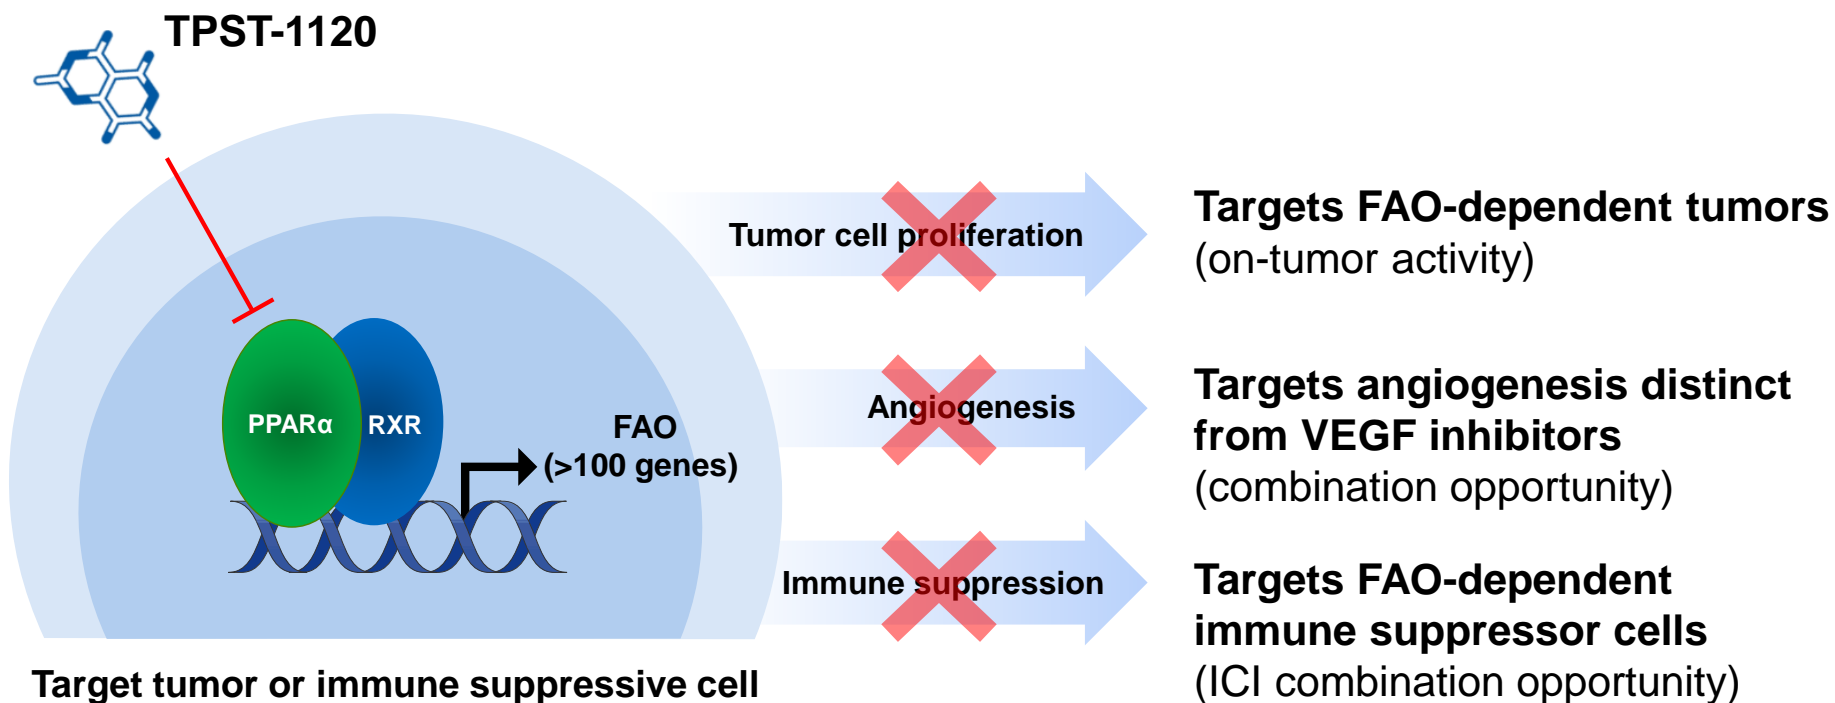 TPST-1120
PPARα
RXR
FAO
(>100 genes)
Target tumor or immune suppressive cell
Tumor cell proliferation
Targets FAO-dependent tumors
(on-tumor activity)
Angiogenesis
Targets angiogenesis distinct
from VEGF inhibitors
(combination opportunity)
Immune suppression
Targets FAO-dependent
immune suppressor cells
(ICI combination opportunity)